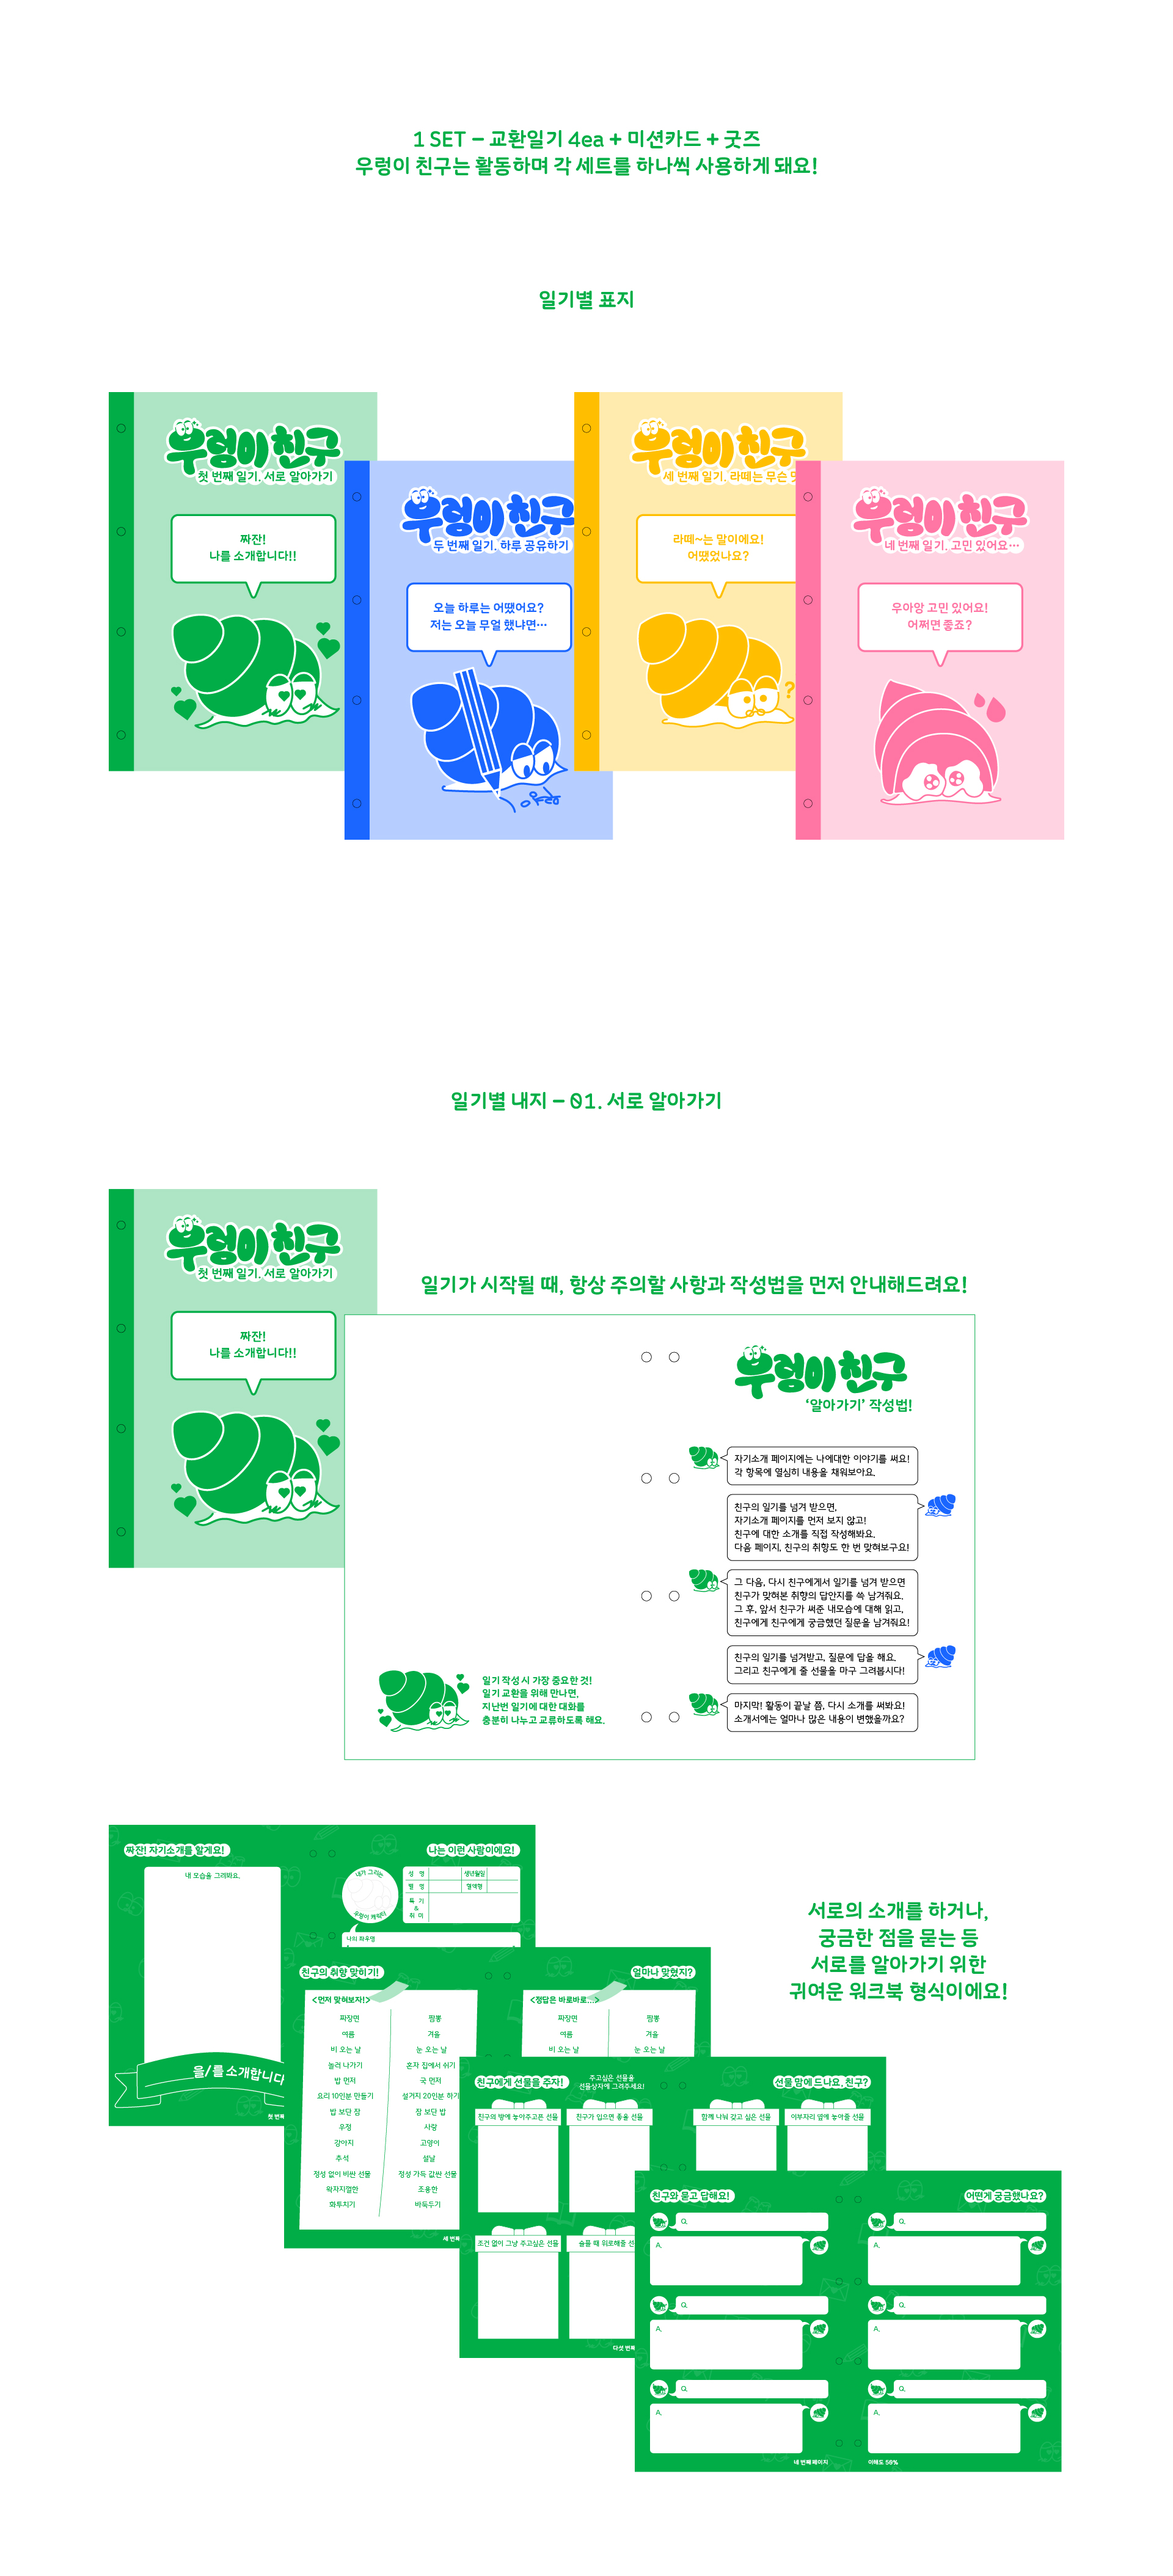 1 SET – 교환일기 4ea + 미션카드 + 굿즈
우렁이 친구는 활동하며 각 세트를 하나씩 사용하게 돼요!
일기별 표지
우렁이 친구
첫 번째 일기. 서로 알아가기
짜잔!
나를 소개합니다!!
우렁이 친구
두 번째 일기. 하루 공유하기
오늘 하루는 어땠어요?
저는 오늘 무얼 했냐면…
우렁이 친구
세 번째 일기. 라떼는 무슨
라떼~는 말이에요!
어땠었나요?
?
우렁이 친구
네 번째 일기. 고민 있어요…
우아앙 고민 있어요!
어쩌면 좋죠?
일기별 내지 – 01. 서로 알아가기
우렁이 친구
첫 번째 일기. 서로 알아가기
짜잔!
나를 소개합니다!!
일기가 시작될 때, 항상 주의할 사항과 작성법을 먼저 안내해드려요!
우렁이 친구
‘알아가기’ 작성법!
자기소개 페이지에는 나에대한 이야기를 써요!
각 항목에 열심히 내용을 채워보아요.
친구의 일기를 넘겨 받으면,
자기소개 페이지를 먼저 보지 않고!
친구에 대한 소개를 직접 작성해봐요.
다음 페이지, 친구의 취향도 한 번 맞혀보구요!
그 다음, 다시 친구에게서 일기를 넘겨 받으면
친구가 맞혀본 취향의 답안지를 쓱 남겨줘요.
그 후, 앞서 친구가 써준 내모습에 대해 읽고,
친구에게 친구에게 궁금했던 질문을 남겨줘요!
친구의 일기를 넘겨받고, 질문에 답을 해요.
그리고 친구에게 줄 선물을 마구 그려봅시다!
마지막! 활동이 끝날 쯤, 다시 소개를 써봐요!
소개서에는 얼마나 많은 내용이 변했을까요?
일기 작성 시 가장 중요한 것!
일기 교환을 위해 만나면,
지난번 일기에 대한 대화를
충분히 나누고 교류하도록 해요.
짜잔! 자기소개를 할게요!
내 모습을 그려봐요.
을/를 소개합니다
첫 번째
나는 이런 사람이에요!
내가 그리는
우렁이 캐릭터
성 명
생년월일
별 명
혈액형
특 기
&
취 미
나의 좌우명
서로의 소개를 하거나,
궁금한 점을 묻는 등
서로를 알아가기 위한
귀여운 워크북 형식이에요!
친구의 취향 맞히기!
<먼저 맞혀보자!>
짜장면 짬뽕
여름 겨울
비 오는 날 눈 오는 날
놀러 나가기 혼자 집에서 쉬기
밥 먼저 국 먼저
요리 10인분 만들기 설거지 20인분 하기
밥 보단 잠 잠 보단 밥
우정 사랑
강아지 고양이
추석 설날
정성 없이 비싼 선물 정성 가득 값싼 선물
왁자지껄한 조용한
화투치기 바둑두기
세 번째
얼마나 맞혔지?
<정답은 바로바로...>
짜장면 짬뽕
여름 겨울
비 오는 날 눈 오는 날
친구에게 선물을 주자!
주고싶은 선물을
선물상자에 그려주세요!
친구의 방에 놓아주고픈 선물
친구가 입으면 좋을 선물
조건 없이 그냥 주고싶은 선물
슬플 때 위로해줄 선
다섯 번째
선물 맘에 드나요, 친구?
함께 나눠 갖고 싶은 선물
이부자리 옆에 놓아줄 선물
친구와 묻고 답해요!
Q.
A.
Q.
A.
Q.
A.
네 번째 페이지
어떤게 궁금했나요?
Q.
A.
Q.
A.
Q.
A.
이해도 50%